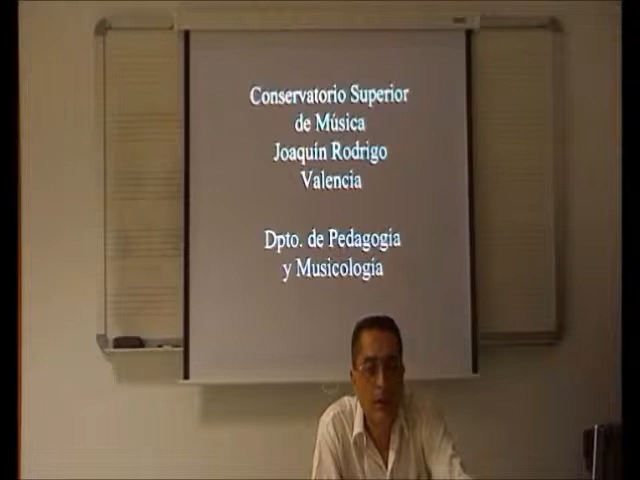 Conservatorio Superior
de Música
Joaquín Rodrigo
Valencia
Dpto. de Pedagogía
y Musicología